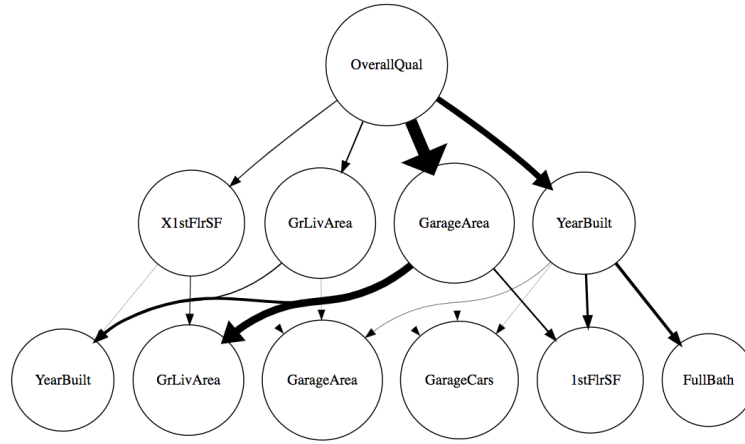 OverallQual
X1stFlrSF
GrLivArea
GarageArea
YearBuilt
YearBuilt
GrLivArea
GarageArea
GarageCars
1stFlrSF
FullBath